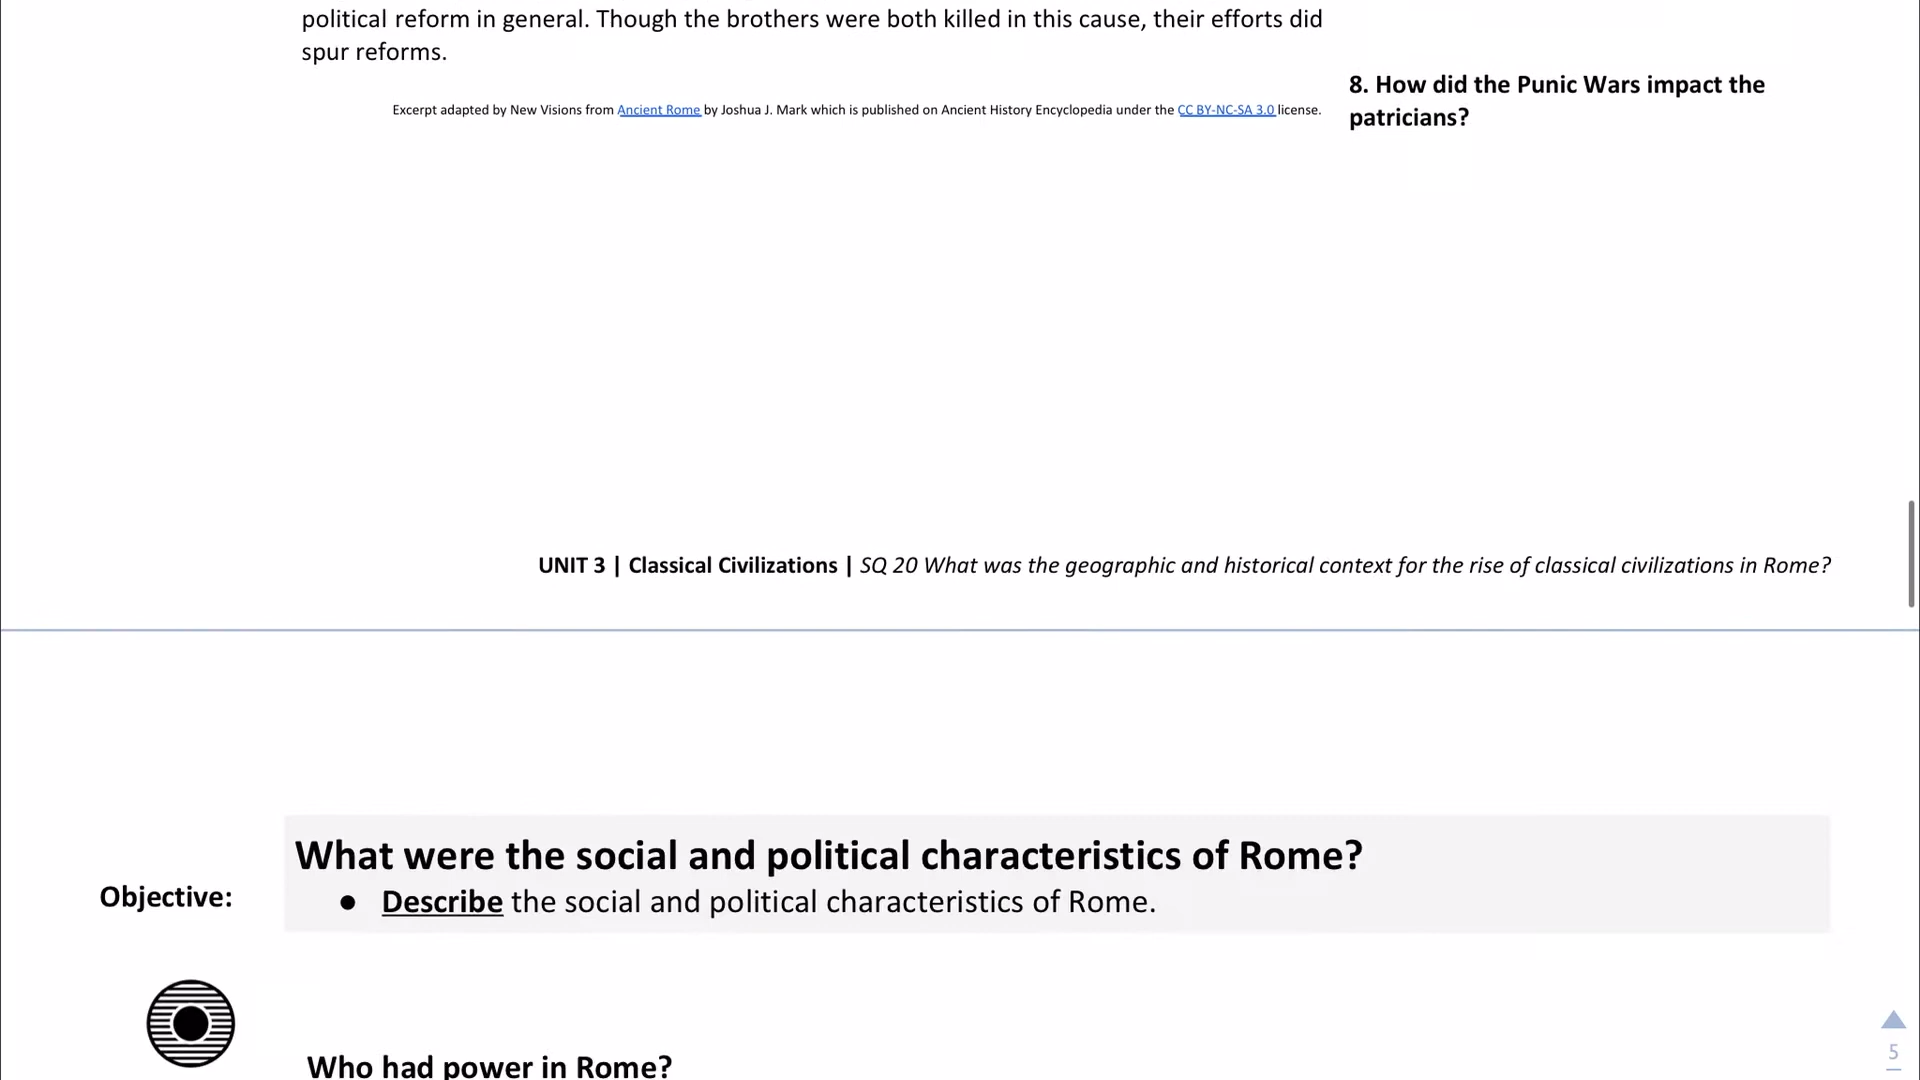 political reform in general. Though the brothers were both killed in this cause, their efforts did
spur reforms.
Excerpt adapted by New Visions from Ancient Rome by Joshua J. Mark which is published on Ancient History Encyclopedia under the CC BY-NC-SA 3.0 license.
8. How did the Punic Wars impact the
patricians?
UNIT 3 | Classical Civilizations | SQ 20 What was the geographic and historical context for the rise of classical civilizations in Rome?
What were the social and political characteristics of Rome?
Objective:
● Describe the social and political characteristics of Rome.
Who had power in Rome?
5